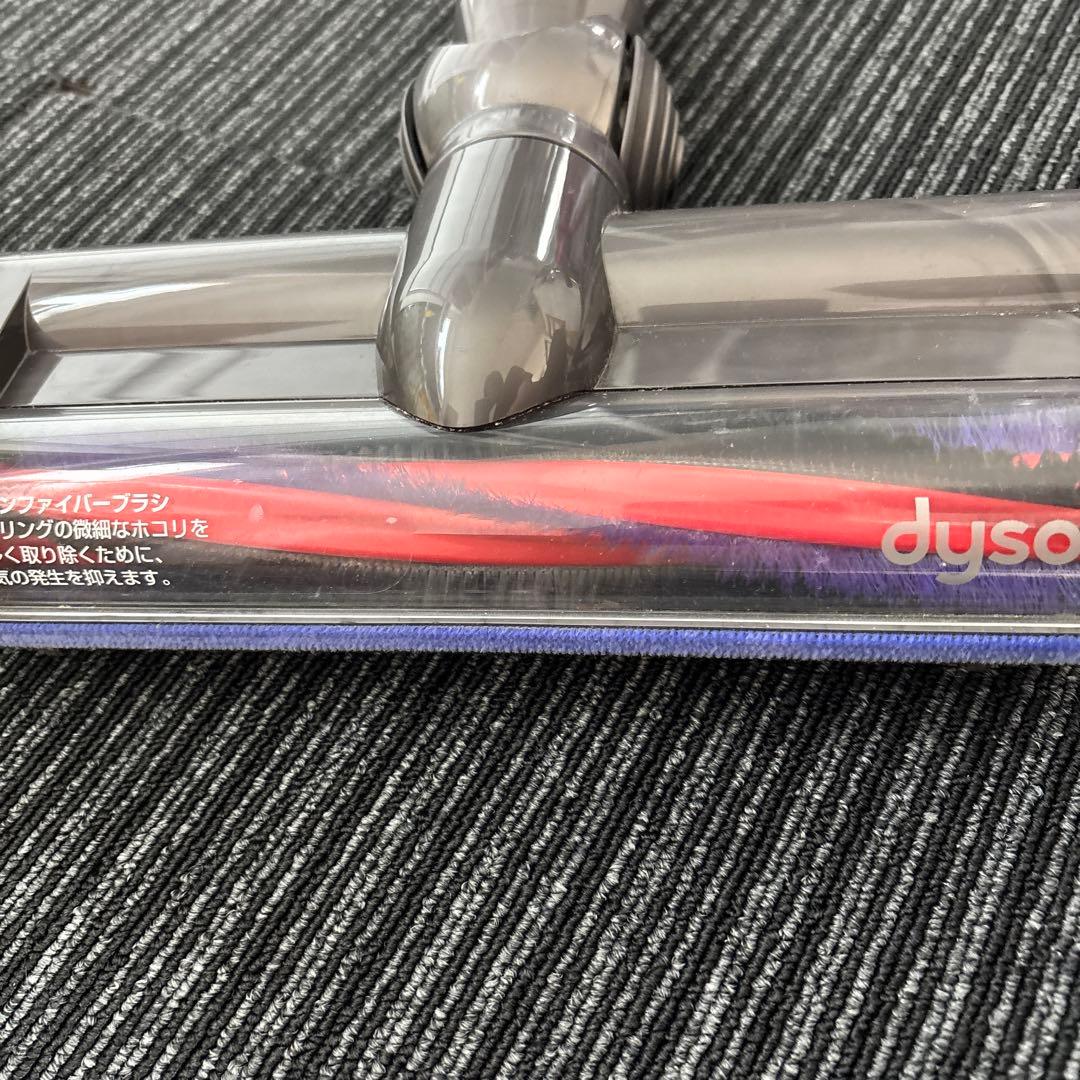 ンファイバーブラシ
リングの微細なホコリを
く取り除くために、
気の発生を抑えます。
dyso